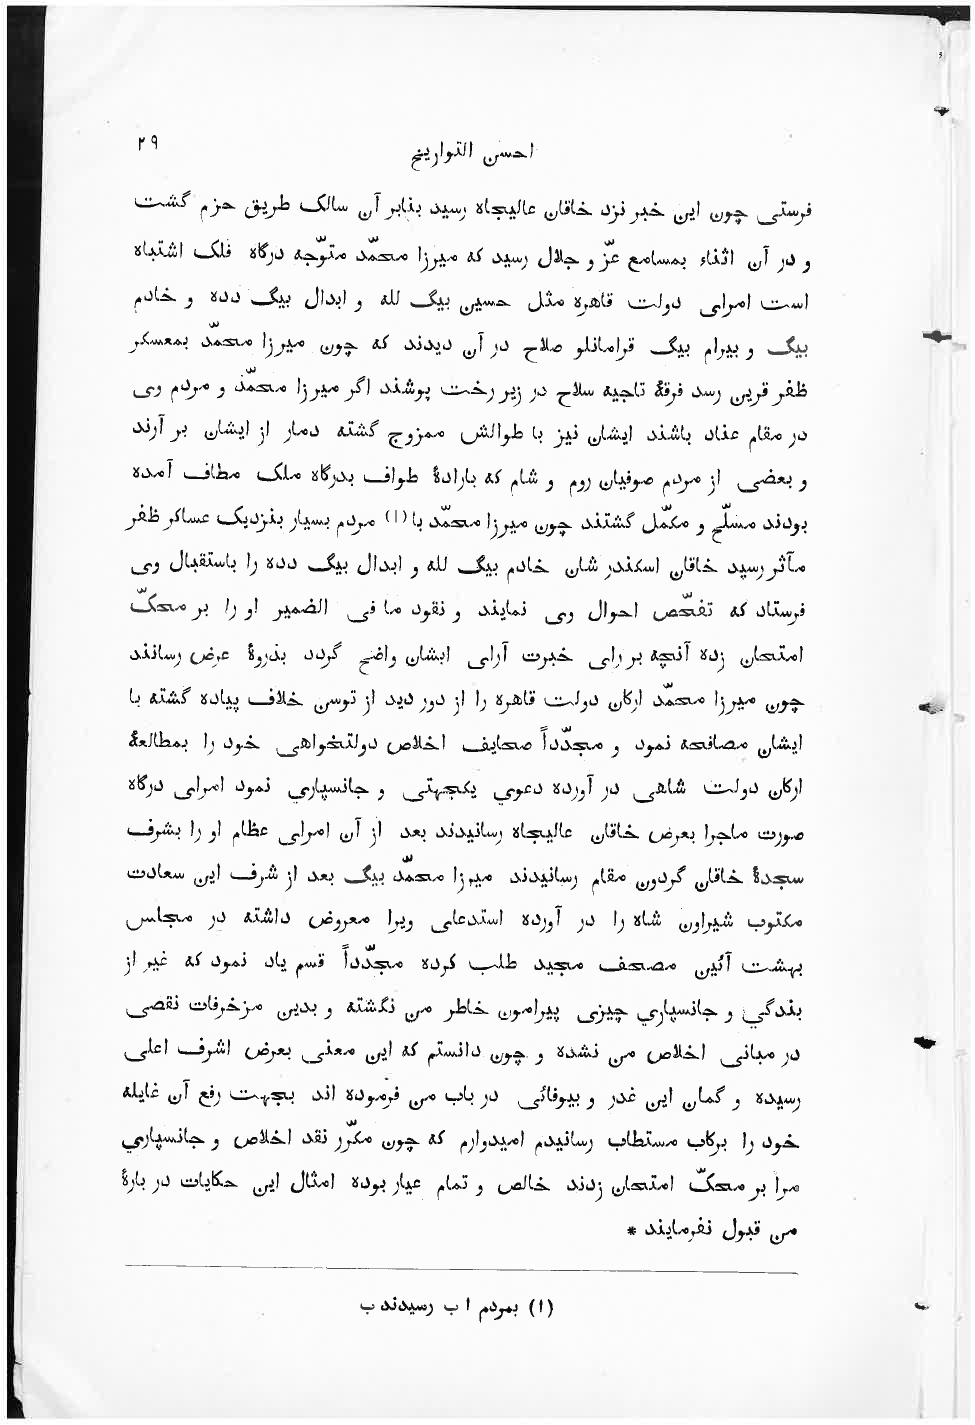 احسن التواریخ
۲۹
فرستی چون این خبر نزد خاقان عالیجاه رسید بنابر آن سالک طریق حزم گشت
و در آن اثناء بمسامع عزّ و جلال رسید که میرزا محمّد متوّجه درگاه فلک اشتباه
است امرای دولت قاهره مثل حسین بیگ لله و ابدال بیگ دده و خادم
بیگ و بیرام بیگ قرامانلو صلاح در آن دیدند که چون میرزا محمّد بمعسکر
ظفر قرین رسد فرقهٔ ناجیه سلاح در زیر رخت پوشند اگر میرزا محمّد و مردم وی
در مقام عناد باشند ایشان نیز با طوالش ممزوج گشته دمار از ایشان بر آرند
و بعضی از مردم صوفیان روم و شام که بارادهٔ طواف بدرگاه ملک مطاف آمده
بودند مسلّح و مکمّل گشتند چون میرزا محمّد با (۱) مردم بسیار بنزدیک عساکر ظفر
مآثر رسید خاقان اسکندر شان خادم بیگ لله و ابدال بیگ دده را باستقبال وی
فرستاد که تفحّص احوال وی نمایند و نقود ما فی الضمیر او را بر محکّ
امتحان زده آنچه بر رای خبرت آرای ایشان واضح گردد بذروهٔ عرض رسانند
چون میرزا محمّد ارکان دولت قاهره را از دور دید از توسن خلاف پیاده گشته با
ایشان مصافحه نمود و مجدّداً صحایف اخلاص دولتخواهی خود را بمطالعهٔ
ارکان دولت شاهی در آورده دعوي یکجهتی و جانسپاري نمود امرای درگاه
صورت ماجرا بعرض خاقان عالیجاه رسانیدند بعد از آن امرای عظام او را بشرف
سجدهٔ خاقان گردون مقام رسانیدند میرزا محمّد بیگ بعد از شرف این سعادت
مکتوب شیراون شاه را در آورده استدعلی ویرا معروض داشته در مجلس
بهشت آئین مصحف مجید طلب کرده مجدّداً قسم یاد نمود که غیر از
بندگي و جانسپاري چیزی پیرامون خاطر من نگشته و بدین مزخرفات نقصی
در مبانی اخلاص من نشده و چون دانستم که این معنی بعرض اشرف اعلی
رسیده و گمان این غدر و بیوفائی در باب من فرموده اند بجهت رفع آن غایله
خود را برکاب مستطاب رسانیدم امیدوارم که چون مکرّر نقد اخلاص و جانسپاري
مرا بر محکّ امتحان زدند خالص و تمام عیار بوده امثال این حکایات در بارهٔ
من قبول نفرمایند *
(۱) بمردم ا ب رسیدند ب